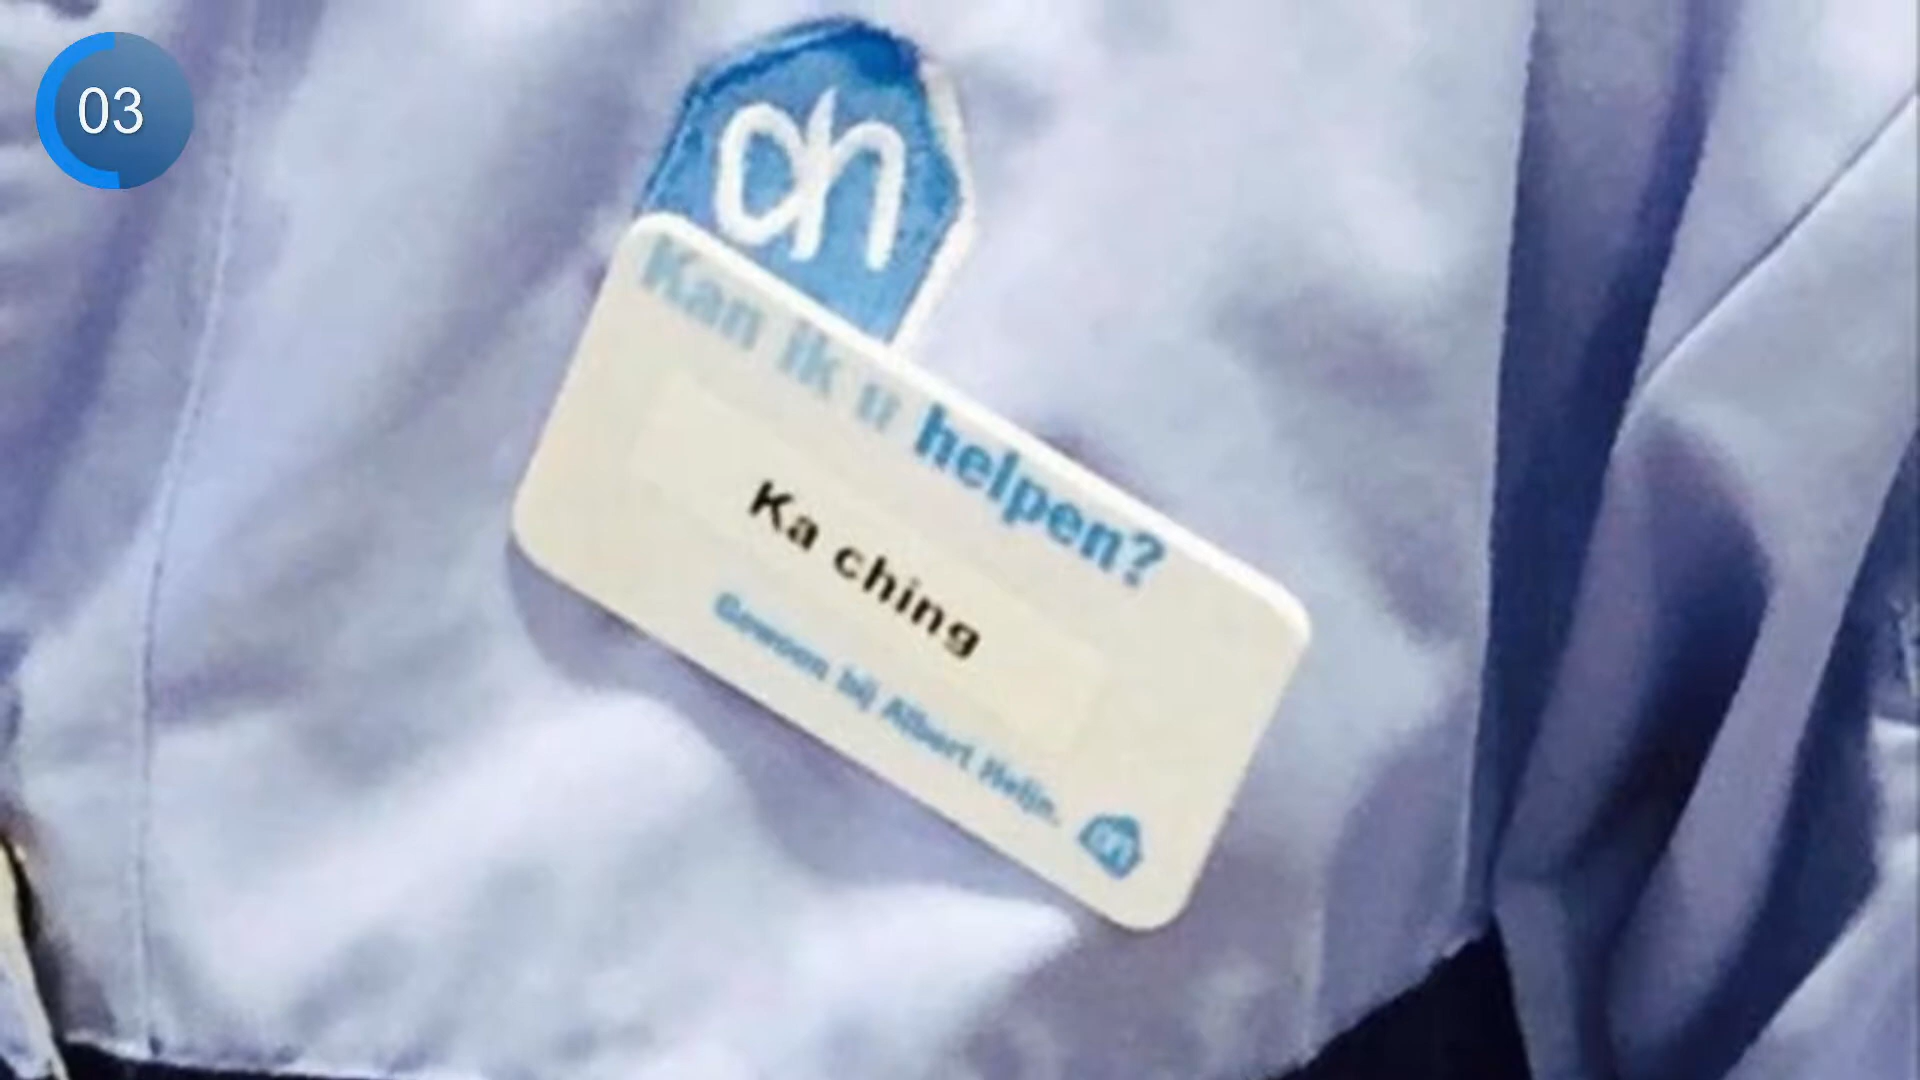 03
ah
Kan ik u helpen?
Ka ching
Gewoon bij Albert Heijn.
ah